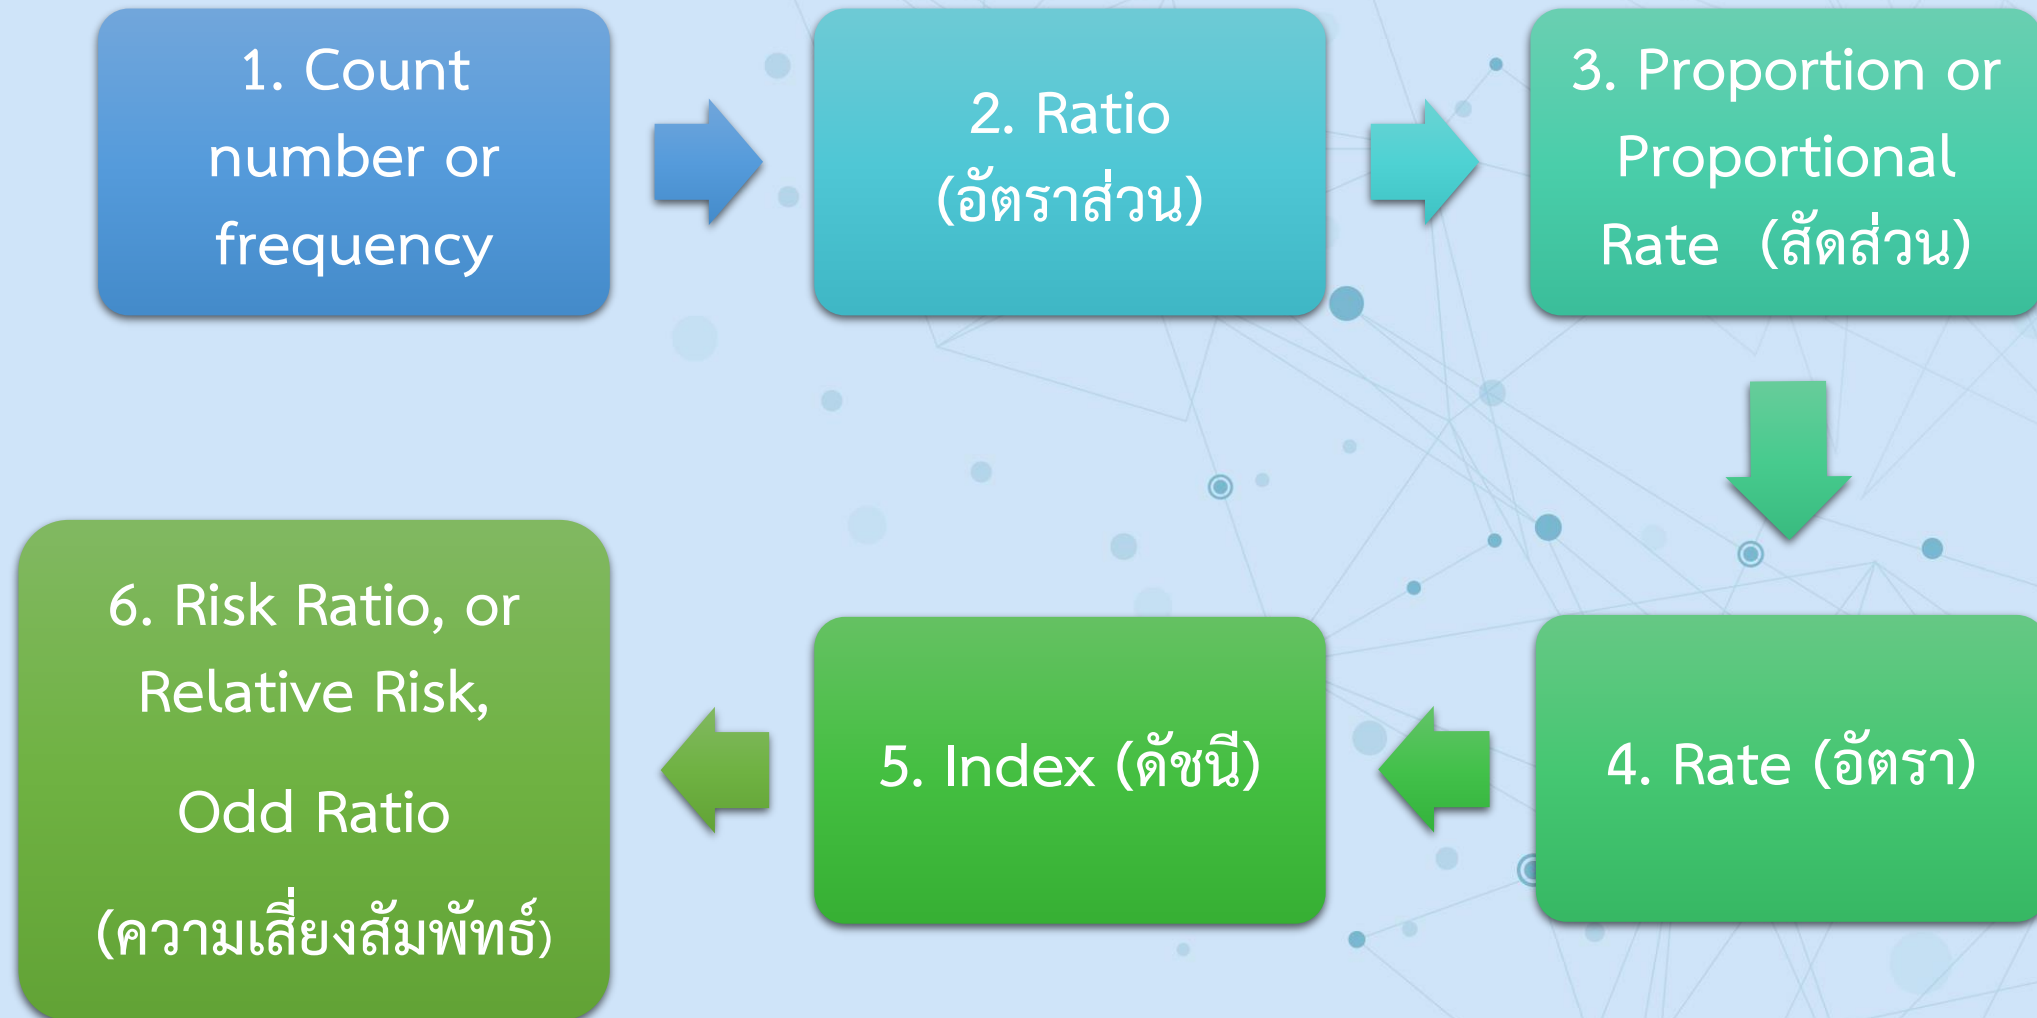 1. Count
number or
frequency
2. Ratio
(อัตราส่วน)
3. Proportion or
Proportional
Rate (สัดส่วน)
4. Rate (อัตรา)
5. Index (ดัชนี)
6. Risk Ratio, or
Relative Risk,
Odd Ratio
(ความเสี่ยงสัมพัทธ์)